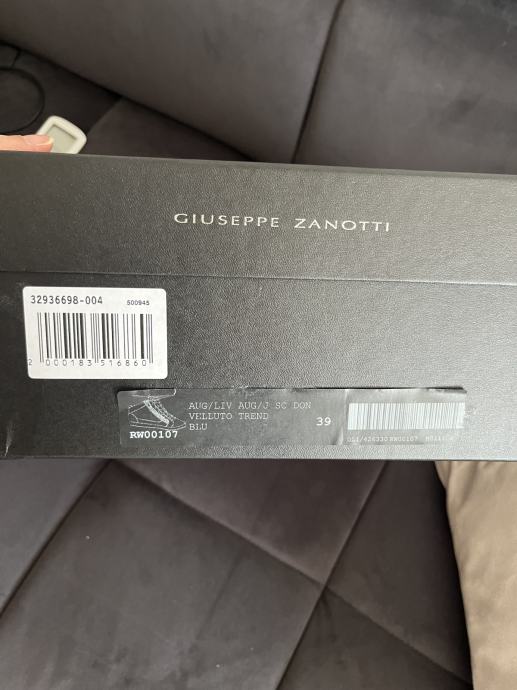 GIUSEPPE ZANOTTI
32936698-004 500945
2 000183 516860
AUG/LIV AUG/J SC DON
VELLUTO TREND
BLU
39
RW00107